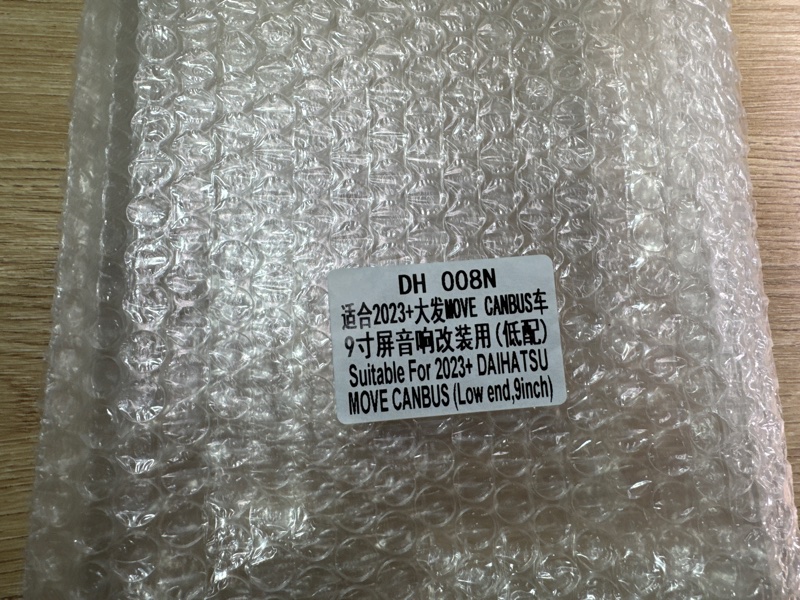 DH 008N
适合2023+大发MOVE CANBUS车
9寸屏音响改装用(低配)
Suitable For 2023+ DAIHATSU
MOVE CANBUS (Low end,9inch)